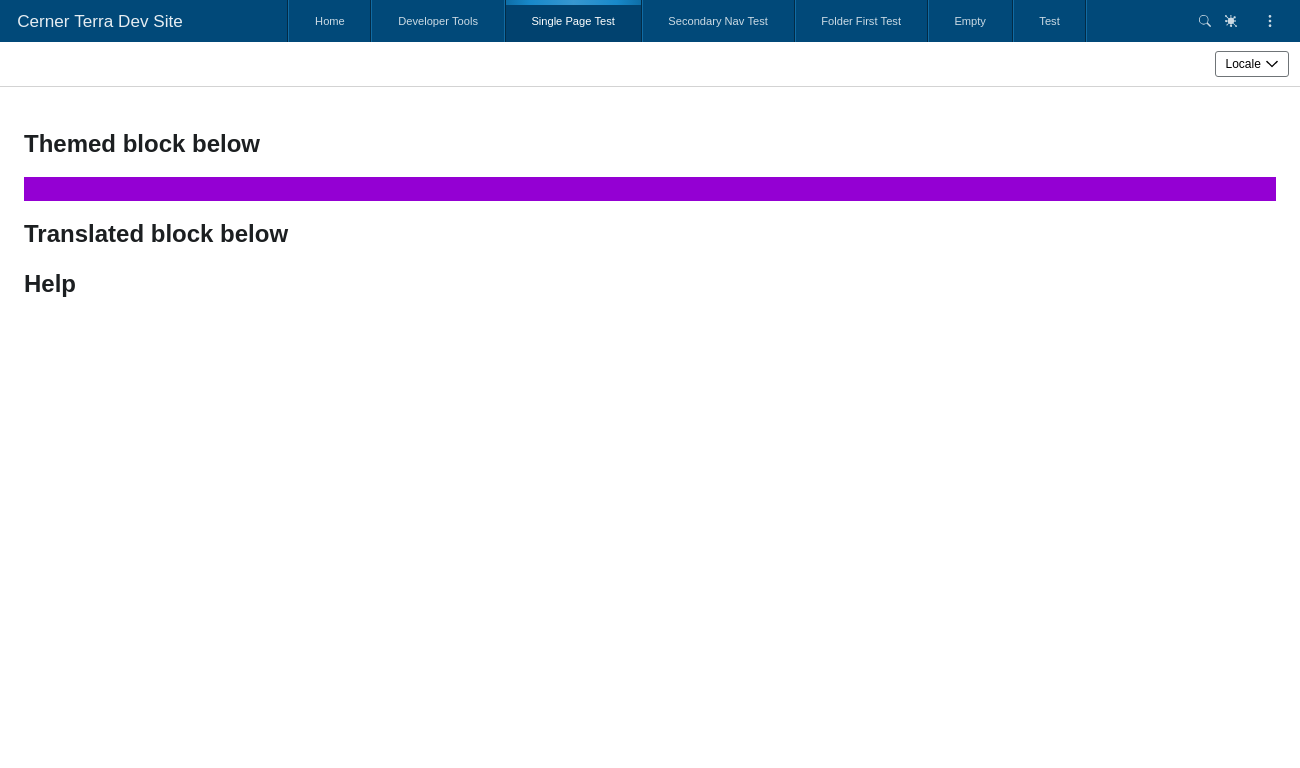 Cerner Terra Dev Site
Home
Developer Tools
Single Page Test
Secondary Nav Test
Folder First Test
Empty
Test
Locale
Themed block below
Translated block below
Help